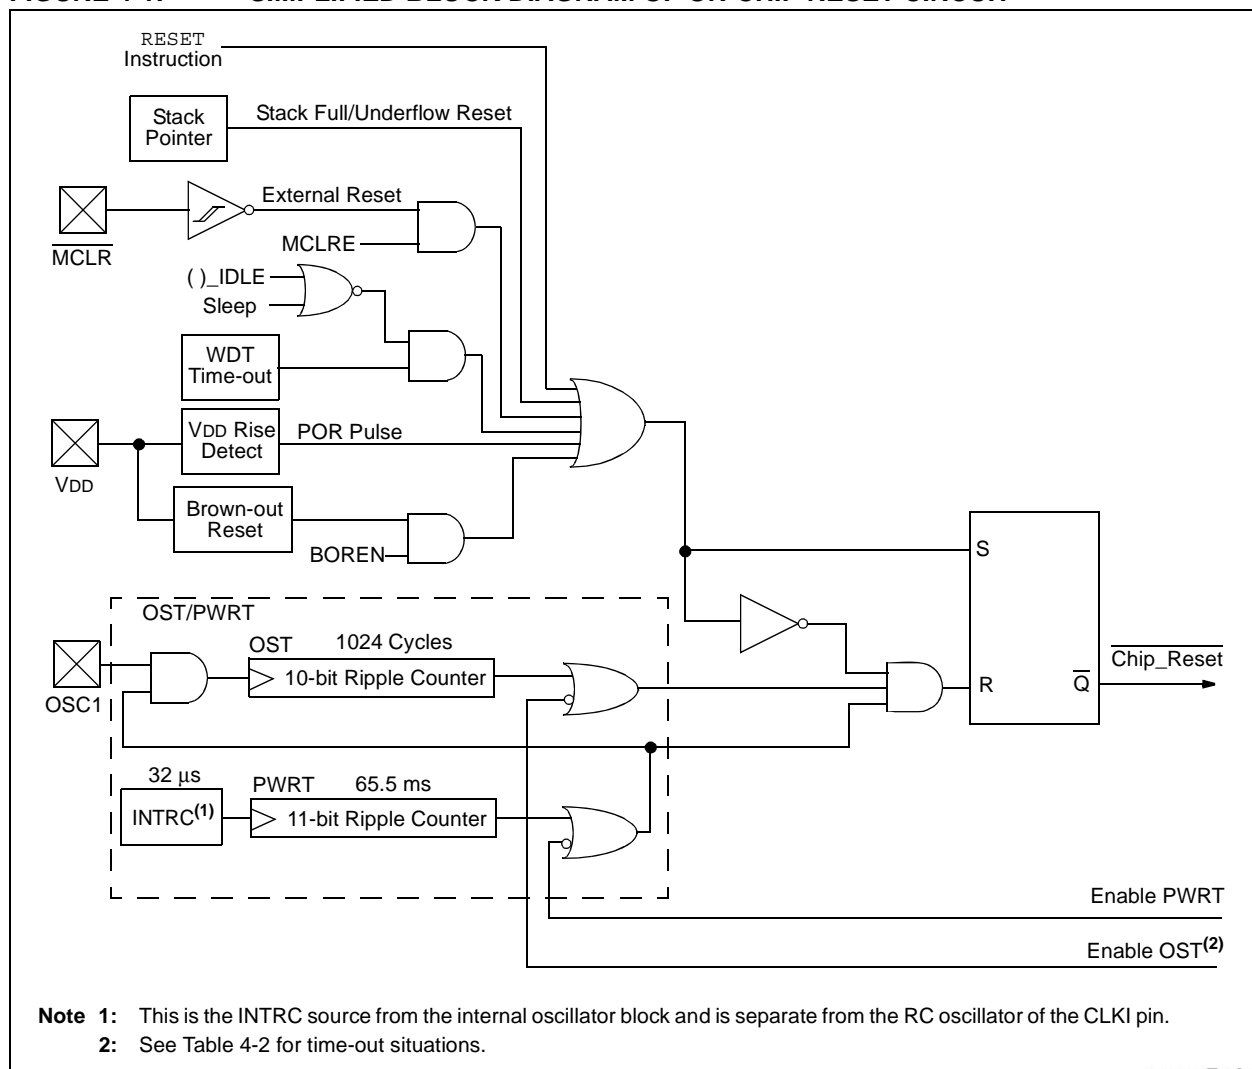 RESET
Instruction
Stack
Pointer
Stack Full/Underflow Reset
External Reset
MCLR
MCLRE
( )_IDLE
Sleep
WDT
Time-out
VDD Rise
Detect
POR Pulse
VDD
Brown-out
Reset
BOREN
S
OST/PWRT
OST
1024 Cycles
10-bit Ripple Counter
OSC1
Chip_Reset
R
Q
32 μs
PWRT
65.5 ms
INTRC(1)
11-bit Ripple Counter
Enable PWRT
Enable OST(2)
Note 1: This is the INTRC source from the internal oscillator block and is separate from the RC oscillator of the CLKI pin.
2: See Table 4-2 for time-out situations.